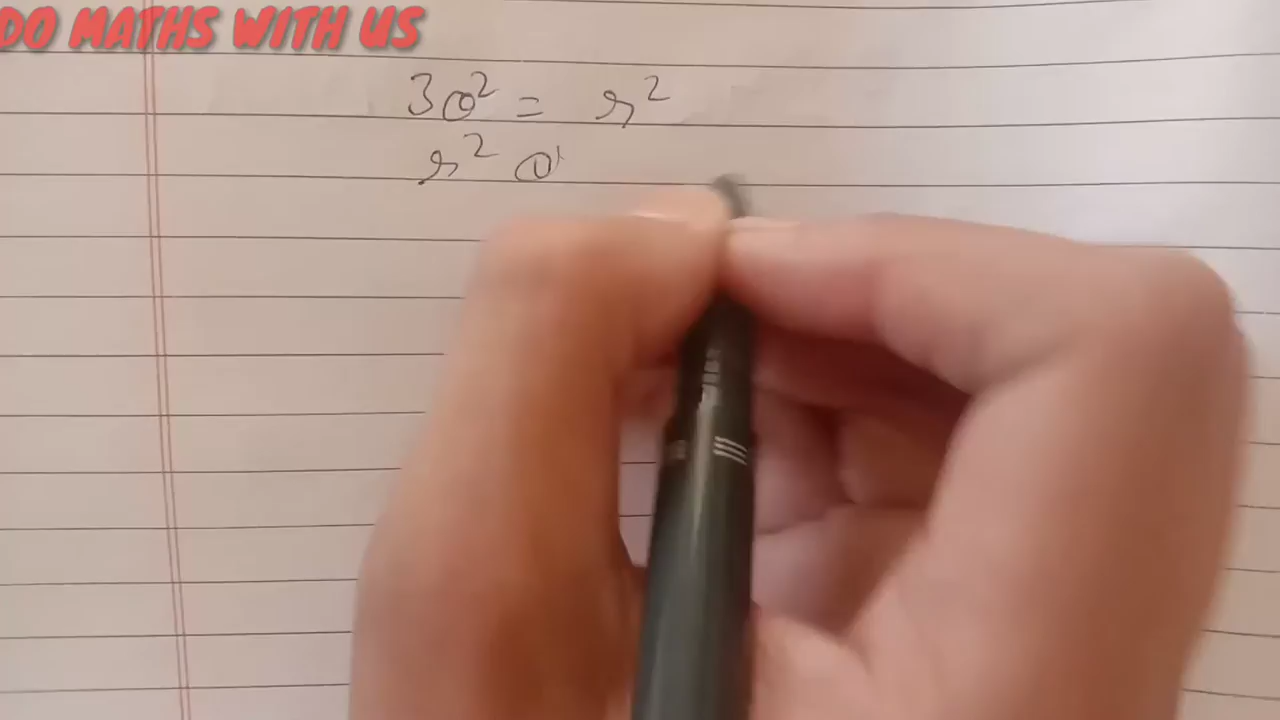 DO MATHS WITH US
3a² = r²
r² a